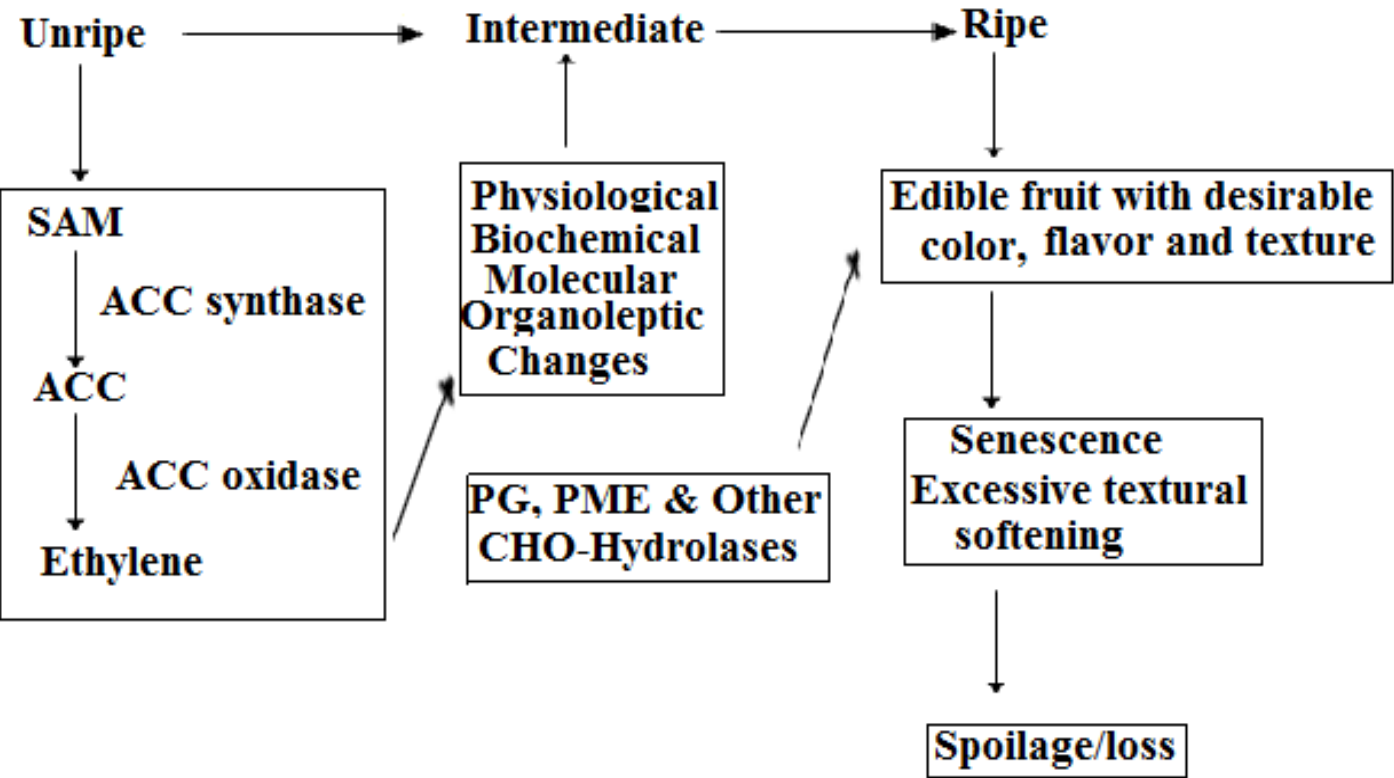 Unripe
Intermediate
Ripe
SAM
ACC synthase
ACC
ACC oxidase
Ethylene
Physiological
Biochemical
Molecular
Organoleptic
Changes
PG, PME & Other
CHO-Hydrolases
Edible fruit with desirable
color, flavor and texture
Senescence
Excessive textural
softening
Spoilage/loss